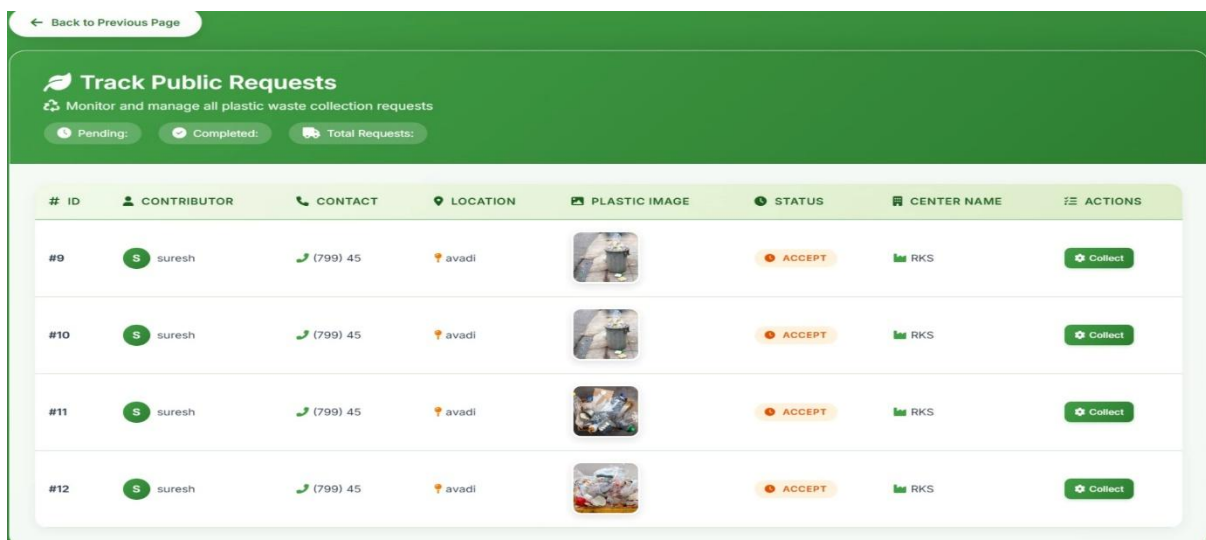 Back to Previous Page
Track Public Requests
Monitor and manage all plastic waste collection requests
Pending: Completed: Total Requests:
# ID CONTRIBUTOR CONTACT LOCATION PLASTIC IMAGE STATUS CENTER NAME ACTIONS
#9 S suresh (799) 45 avadi ACCEPT RKS Collect
#10 S suresh (799) 45 avadi ACCEPT RKS Collect
#11 S suresh (799) 45 avadi ACCEPT RKS Collect
#12 S suresh (799) 45 avadi ACCEPT RKS Collect